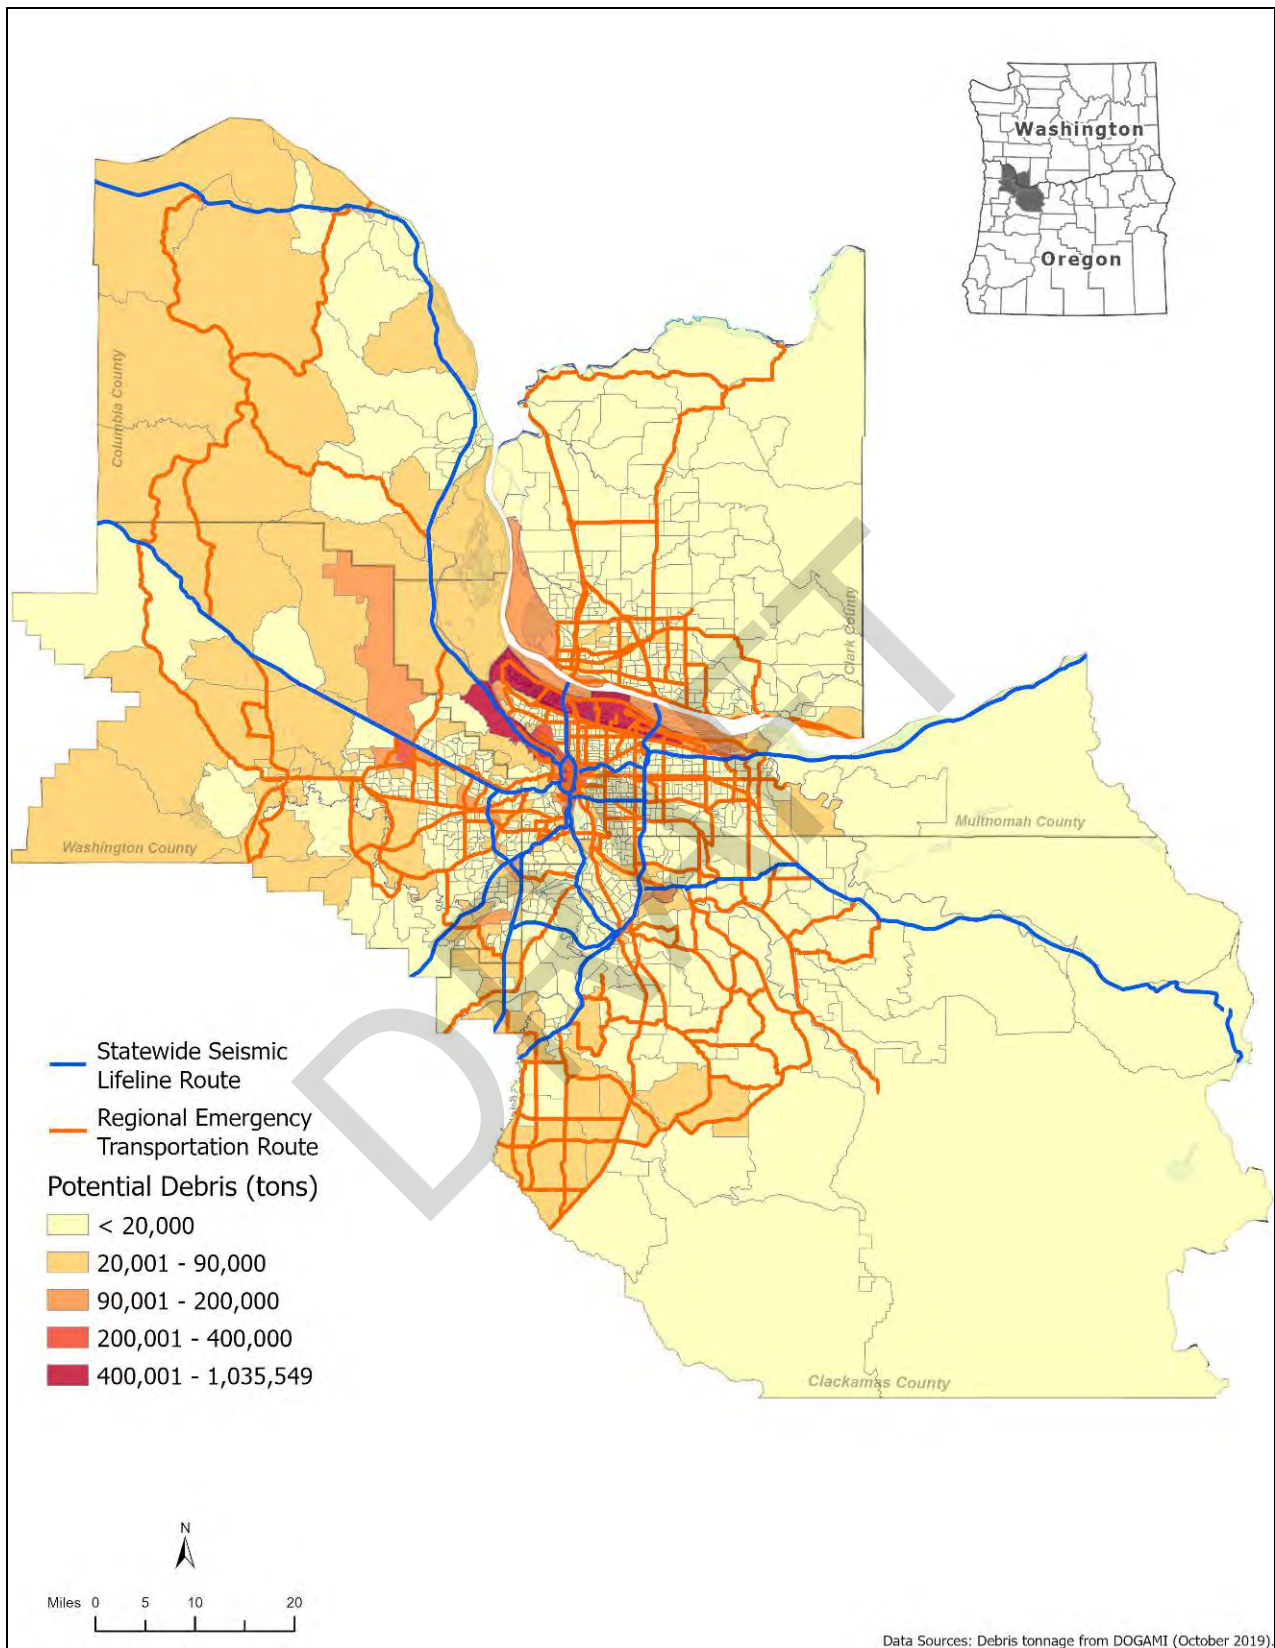 Washington
Oregon
Columbia County
Clark County
Multnomah County
Washington County
DRAFT
Statewide Seismic
Lifeline Route
Regional Emergency
Transportation Route
Potential Debris (tons)
< 20,000
20,001 - 90,000
90,001 - 200,000
200,001 - 400,000
400,001 - 1,035,549
Clackamas County
N
Miles 0 5 10 20
Data Sources: Debris tonnage from DOGAMI (October 2019)